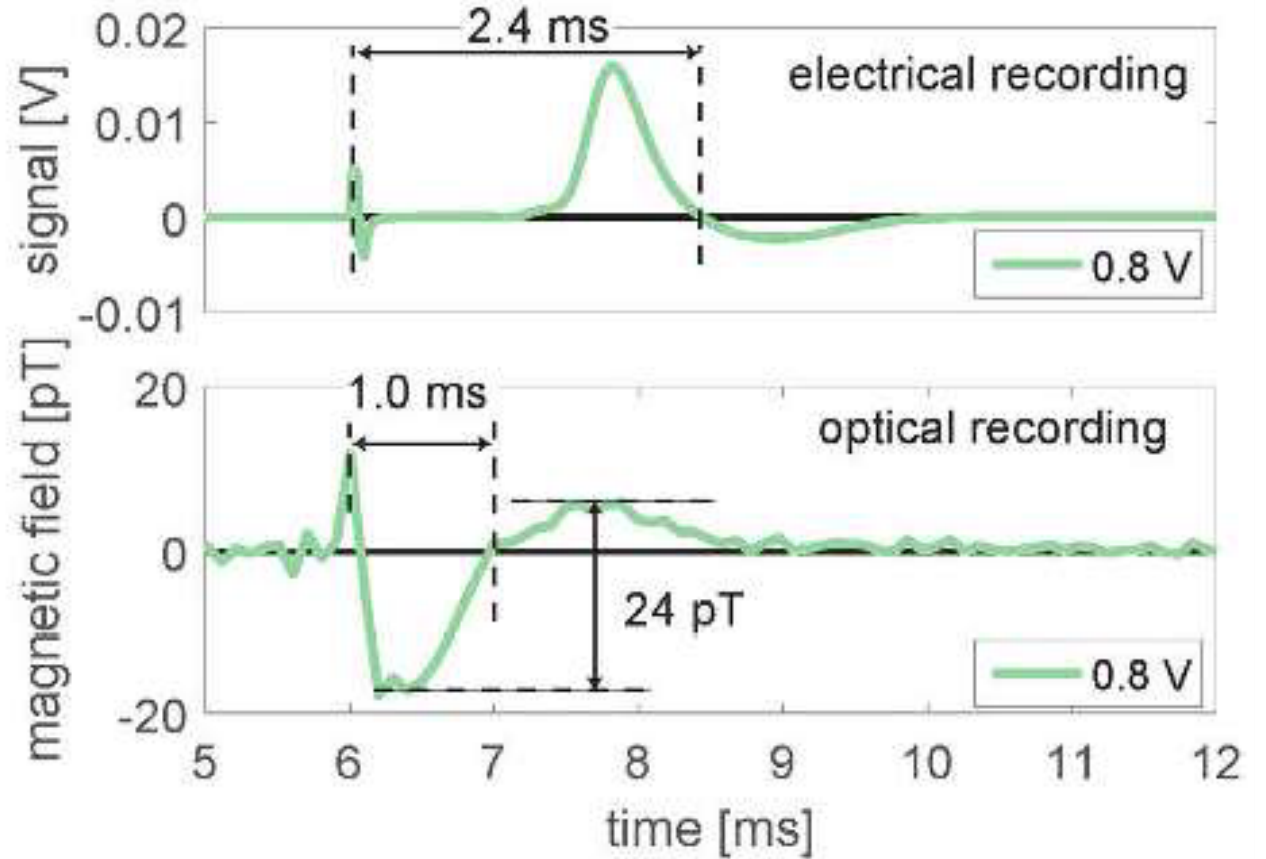 2.4 ms
electrical recording
signal [V]
0.02
0.01
0
-0.01
0.8 V
1.0 ms
optical recording
magnetic field [pT]
20
0
-20
24 pT
0.8 V
5 6 7 8 9 10 11 12
time [ms]